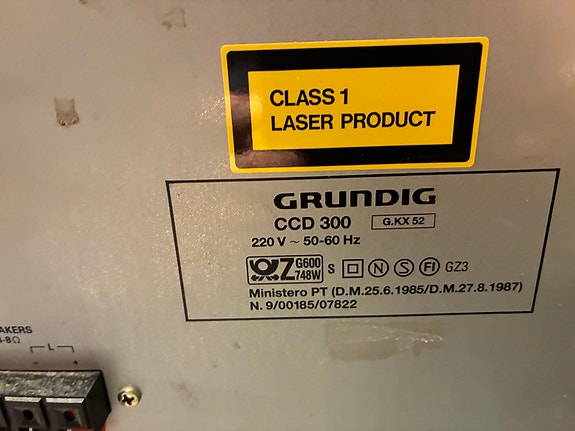 CLASS 1
LASER PRODUCT
GRUNDIG
CCD 300 G.KX 52
220 V ~ 50-60 Hz
Z G600 748W S N S FI GZ3
Ministero PT (D.M.25.6.1985/D.M.27.8.1987)
N. 9/00185/07822
AKERS
-8Ω
L
- +